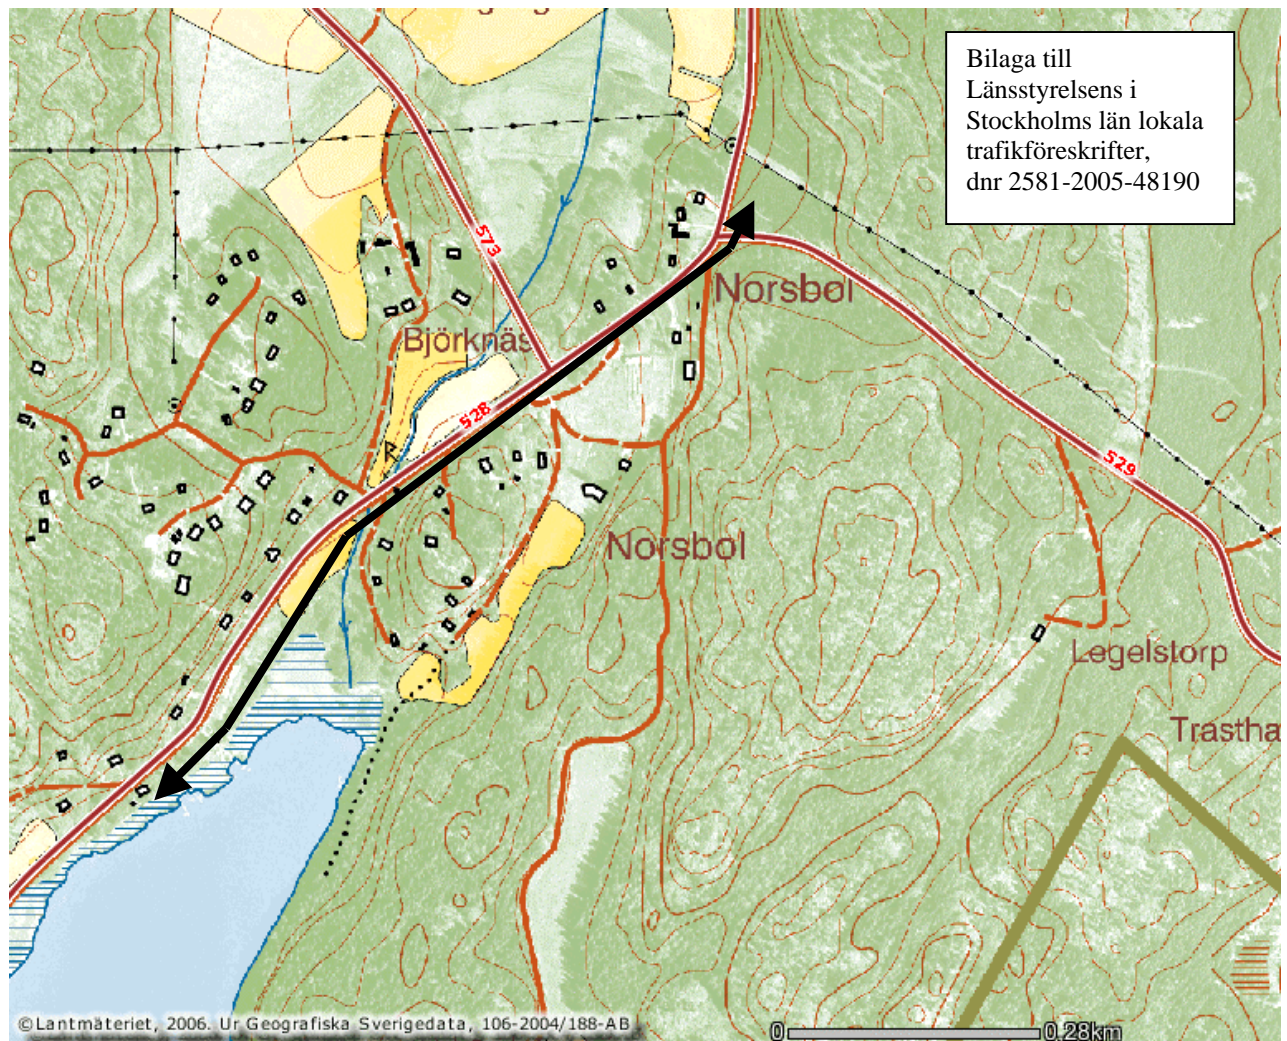 Bilaga till
Länsstyrelsens i
Stockholms län lokala
trafikföreskrifter,
dnr 2581-2005-48190
573
Norsbol
Björknäs
528
529
Norsbol
Legelstorp
Trastha
©Lantmäteriet, 2006. Ur Geografiska Sverigedata, 106-2004/188-AB
0 0.28km